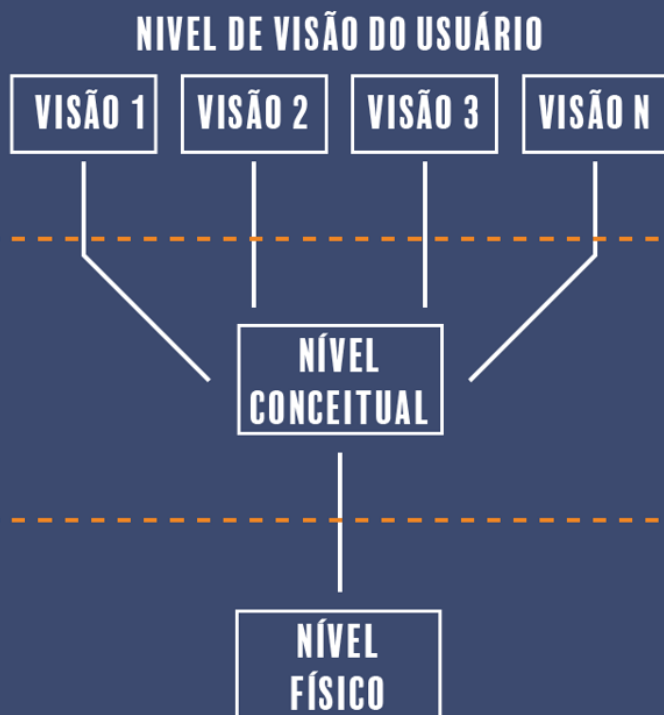 NIVEL DE VISÃO DO USUÁRIO
VISÃO 1
VISÃO 2
VISÃO 3
VISÃO N
NÍVEL
CONCEITUAL
NÍVEL
FÍSICO